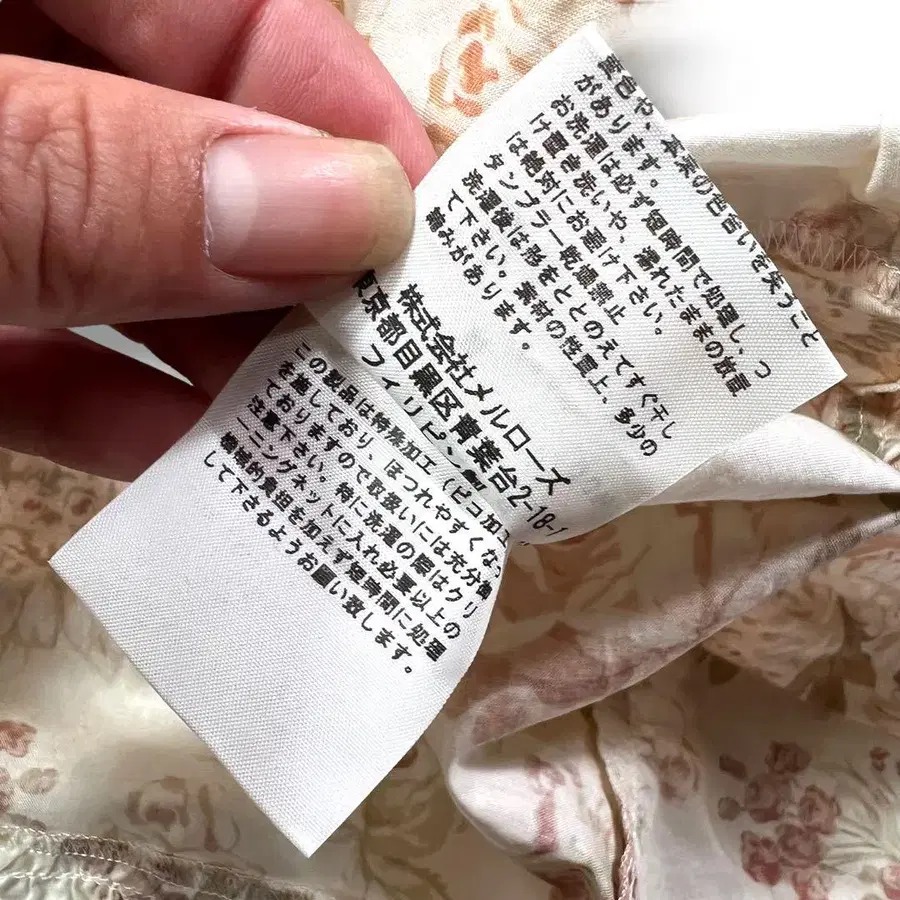 色や、本来の色合いを失うこと
があります。
お洗濯は必ず短時間で処理し、つ
け置き洗いや、濡れたままの放置
は絶対にお避け下さい。
タンブラー乾燥禁止
洗濯後は形をととのえてすぐ干し
て下さい。素材の性質上、多少の
縮みがあります。
株式会社メルローズ
東京都目黒区青葉台2-18-1
フィリピン製
この製品は特殊加工（ピコ加工
を施しており、ほつれやすくなっ
ておりますので取扱いには充分御
注意下さい。特に洗濯の際はクリ
ーニングネットに入れ必要以上の
機械的負担を加えず短時間に処理
して下さるようお願い致します。